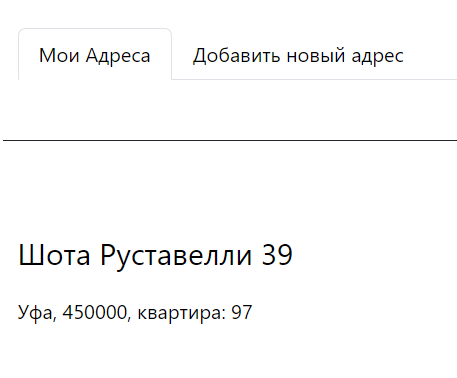 Мои Адреса Добавить новый адрес
Шота Руставелли 39
Уфа, 450000, квартира: 97